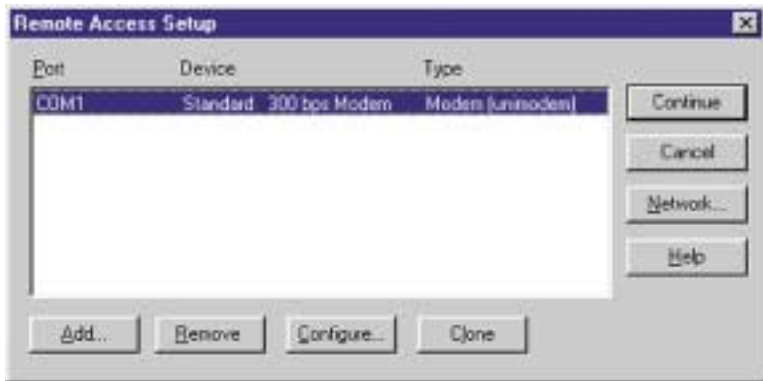 Remote Access Setup
Port Device Type
COM1 Standard 300 bps Modem Modem (unimodem)
Continue
Cancel
Network...
Help
Add... Remove Configure... Clone